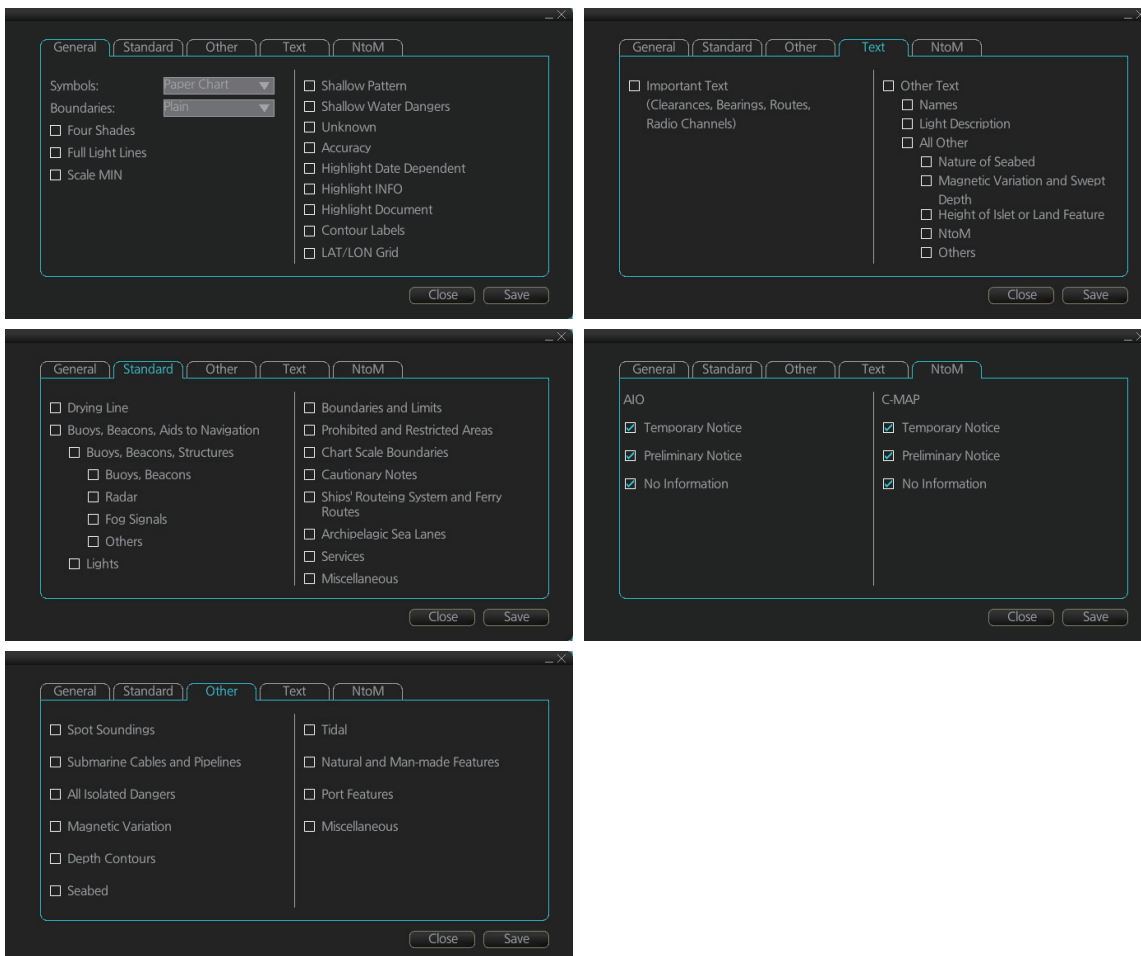 General
Standard
Other
Text
NtoM
Symbols:
Paper Chart
Boundaries:
Plain
Four Shades
Full Light Lines
Scale MIN
Shallow Pattern
Shallow Water Dangers
Unknown
Accuracy
Highlight Date Dependent
Highlight INFO
Highlight Document
Contour Labels
LAT/LON Grid
Close
Save
General
Standard
Other
Text
NtoM
Important Text
(Clearances, Bearings, Routes,
Radio Channels)
Other Text
Names
Light Description
All Other
Nature of Seabed
Magnetic Variation and Swept
Depth
Height of Islet or Land Feature
NtoM
Others
Close
Save
General
Standard
Other
Text
NtoM
Drying Line
Buoys, Beacons, Aids to Navigation
Buoys, Beacons, Structures
Buoys, Beacons
Radar
Fog Signals
Others
Lights
Boundaries and Limits
Prohibited and Restricted Areas
Chart Scale Boundaries
Cautionary Notes
Ships' Routeing System and Ferry
Routes
Archipelagic Sea Lanes
Services
Miscellaneous
Close
Save
General
Standard
Other
Text
NtoM
AIO
Temporary Notice
Preliminary Notice
No Information
C-MAP
Temporary Notice
Preliminary Notice
No Information
Close
Save
General
Standard
Other
Text
NtoM
Spot Soundings
Submarine Cables and Pipelines
All Isolated Dangers
Magnetic Variation
Depth Contours
Seabed
Tidal
Natural and Man-made Features
Port Features
Miscellaneous
Close
Save